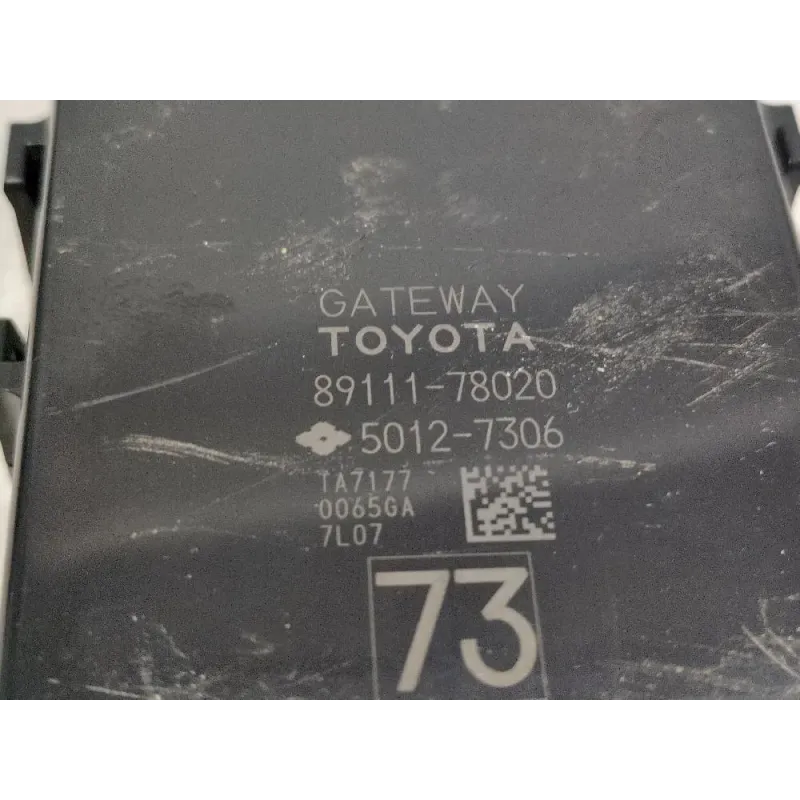 GATEWAY
TOYOTA
89111-78020
5012-7306
TA7177
0065GA
7L07
73